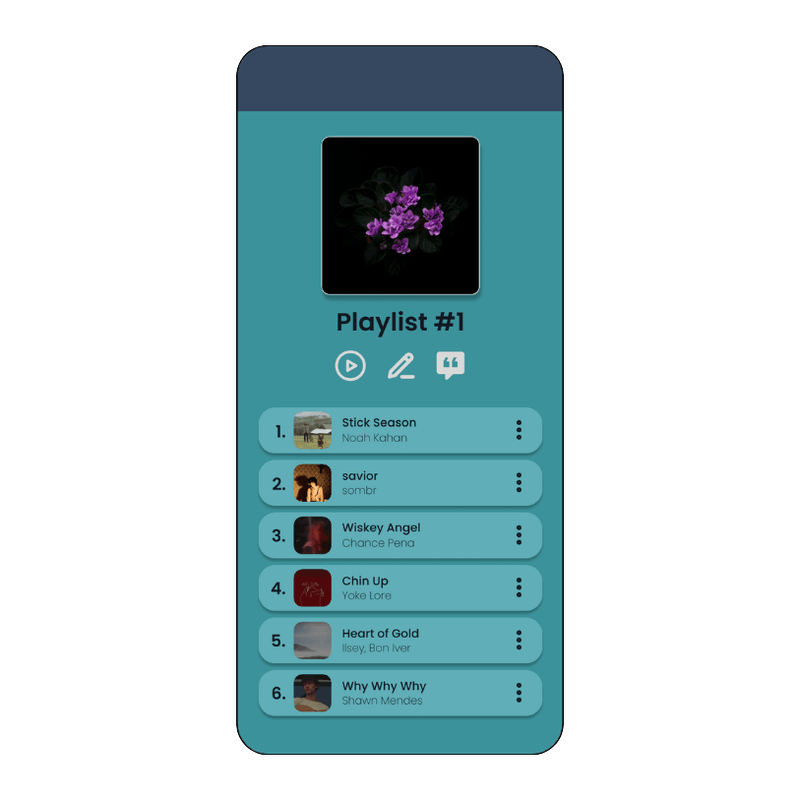 Playlist #1
1.
Stick Season
Noah Kahan
2.
savior
sombr
3.
Wiskey Angel
Chance Pena
4.
Chin Up
Yoke Lore
5.
Heart of Gold
Ilsey, Bon Iver
6.
Why Why Why
Shawn Mendes